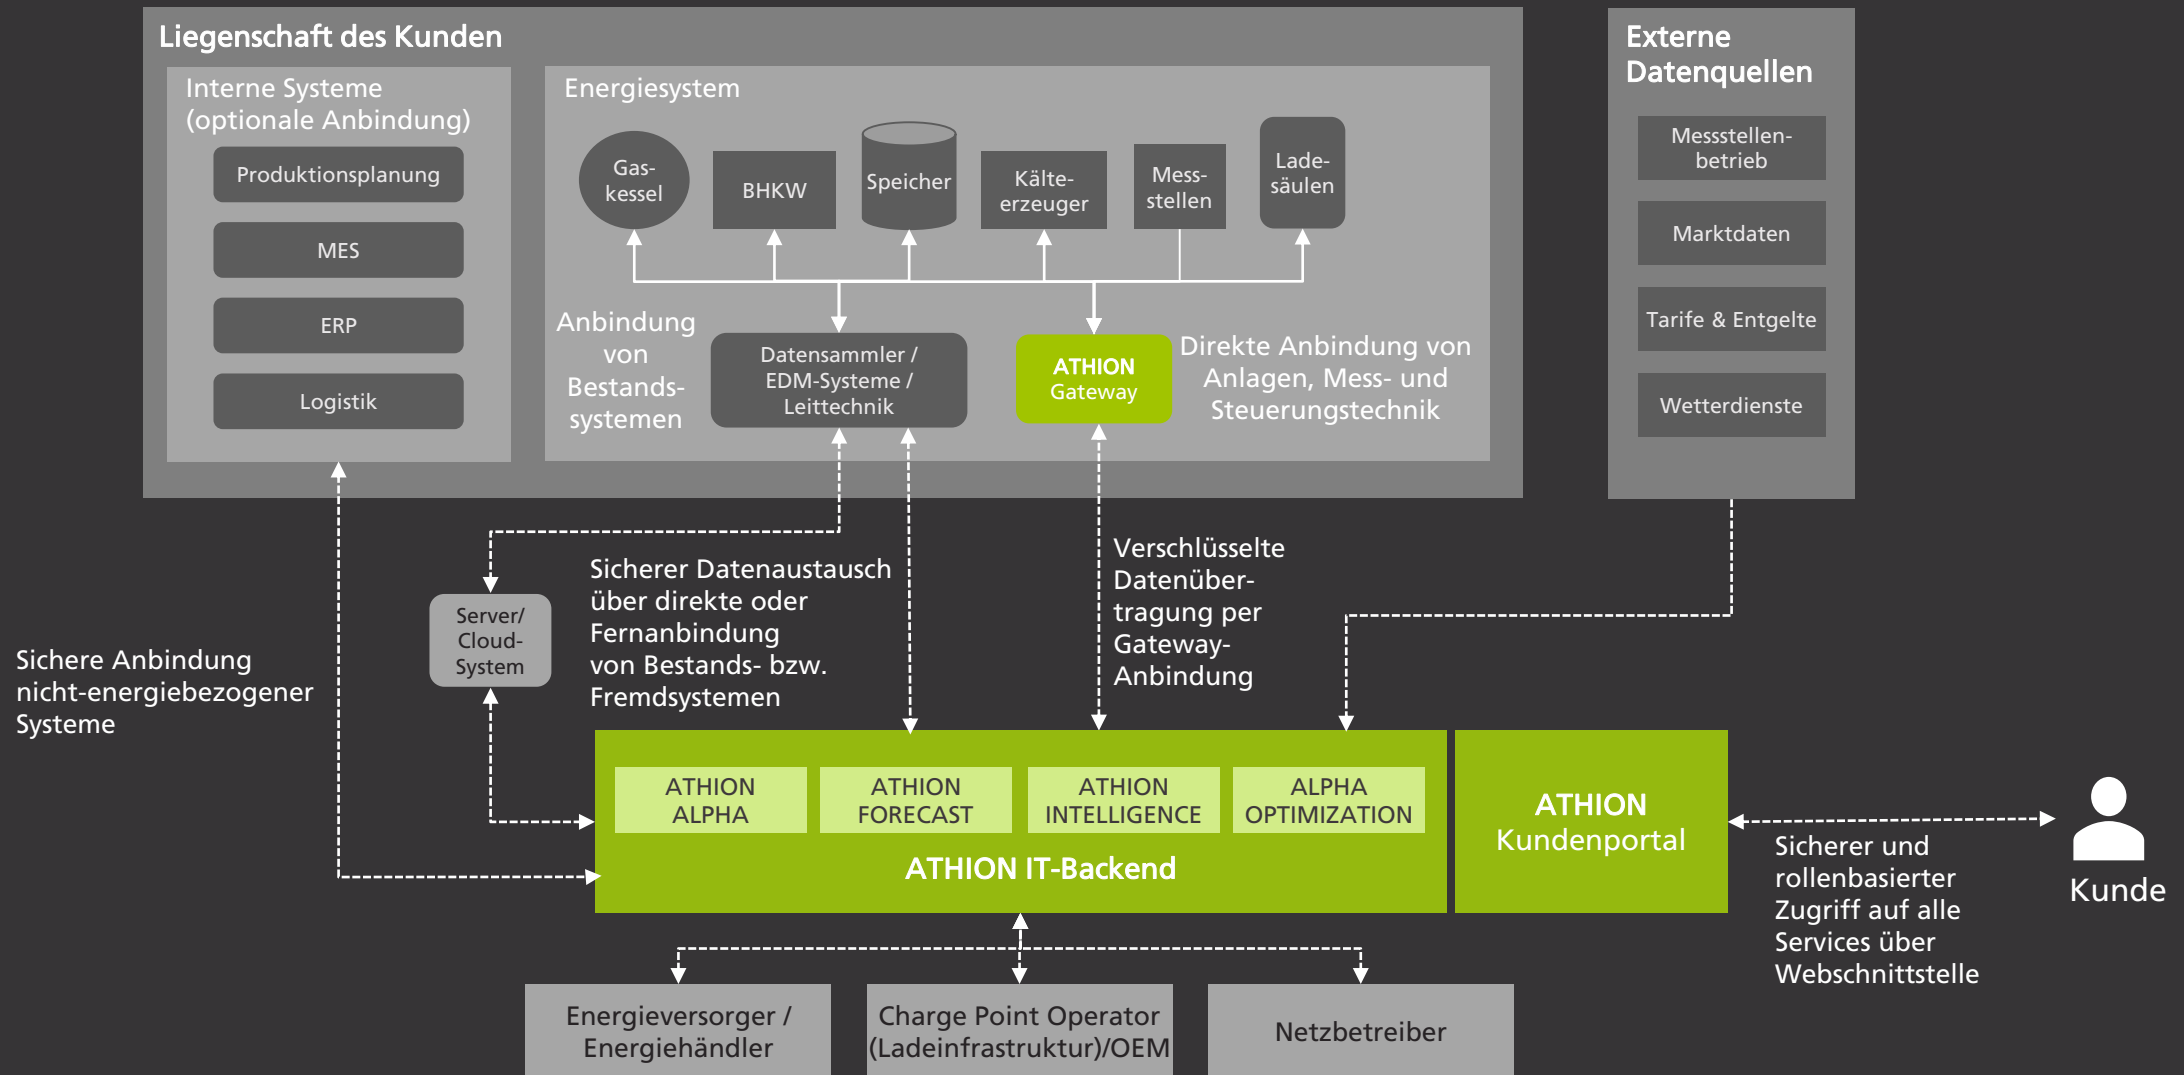 Liegenschaft des Kunden
Interne Systeme
(optionale Anbindung)
Produktionsplanung
MES
ERP
Logistik
Energiesystem
Gas-
kessel
BHKW
Speicher
Kälte-
erzeuger
Mess-
stellen
Lade-
säulen
Anbindung
von
Bestands-
systemen
Datensammler /
EDM-Systeme /
Leittechnik
ATHION
Gateway
Direkte Anbindung von
Anlagen, Mess- und
Steuerungstechnik
Externe
Datenquellen
Messstellen-
betrieb
Marktdaten
Tarife & Entgelte
Wetterdienste
Sichere Anbindung
nicht-energiebezogener
Systeme
Server/
Cloud-
System
Sicherer Datenaustausch
über direkte oder
Fernanbindung
von Bestands- bzw.
Fremdsystemen
Verschlüsselte
Datenüber-
tragung per
Gateway-
Anbindung
ATHION
ALPHA
ATHION
FORECAST
ATHION
INTELLIGENCE
ALPHA
OPTIMIZATION
ATHION IT-Backend
ATHION
Kundenportal
Sicherer und
rollenbasierter
Zugriff auf alle
Services über
Webschnittstelle
Kunde
Energieversorger /
Energiehändler
Charge Point Operator
(Ladeinfrastruktur)/OEM
Netzbetreiber